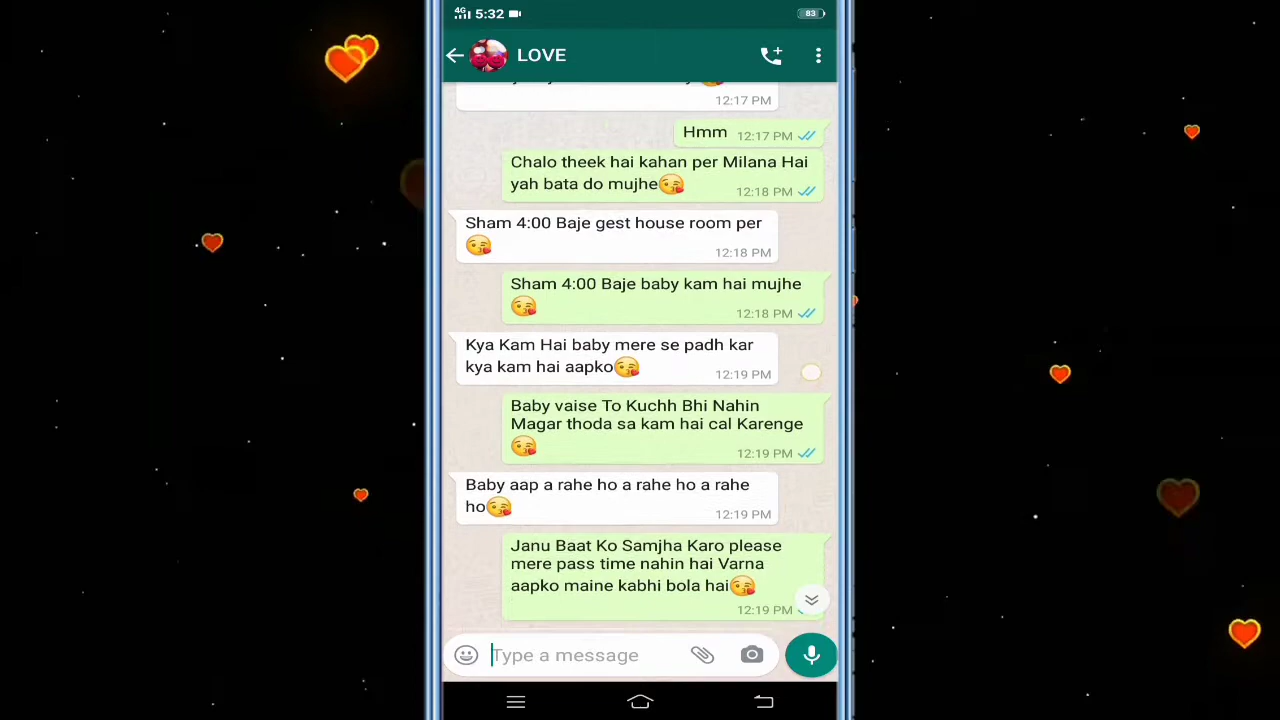 4G 5:32 83
LOVE
12:17 PM
Hmm 12:17 PM
Chalo theek hai kahan per Milana Hai
yah bata do mujhe😘 12:18 PM
Sham 4:00 Baje gest house room per
😘 12:18 PM
Sham 4:00 Baje baby kam hai mujhe
😘 12:18 PM
Kya Kam Hai baby mere se padh kar
kya kam hai aapko😘 12:19 PM
Baby vaise To Kuchh Bhi Nahin
Magar thoda sa kam hai cal Karenge
😘 12:19 PM
Baby aap a rahe ho a rahe ho a rahe
ho😘 12:19 PM
Janu Baat Ko Samjha Karo please
mere pass time nahin hai Varna
aapko maine kabhi bola hai😘
12:19 PM
Type a message